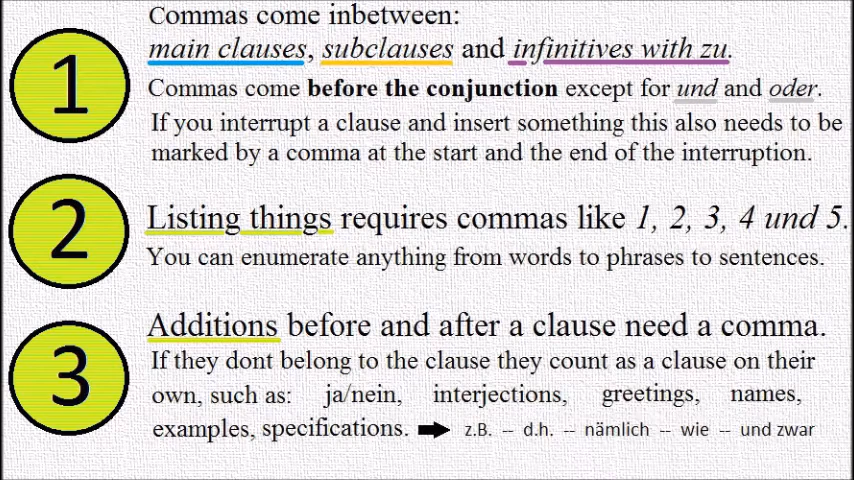 1
Commas come inbetween:
main clauses, subclauses and infinitives with zu.
Commas come before the conjunction except for und and oder.
If you interrupt a clause and insert something this also needs to be
marked by a comma at the start and the end of the interruption.
2
Listing things requires commas like 1, 2, 3, 4 und 5.
You can enumerate anything from words to phrases to sentences.
3
Additions before and after a clause need a comma.
If they dont belong to the clause they count as a clause on their
own, such as: ja/nein, interjections, greetings, names,
examples, specifications. z.B. -- d.h. -- nämlich -- wie -- und zwar